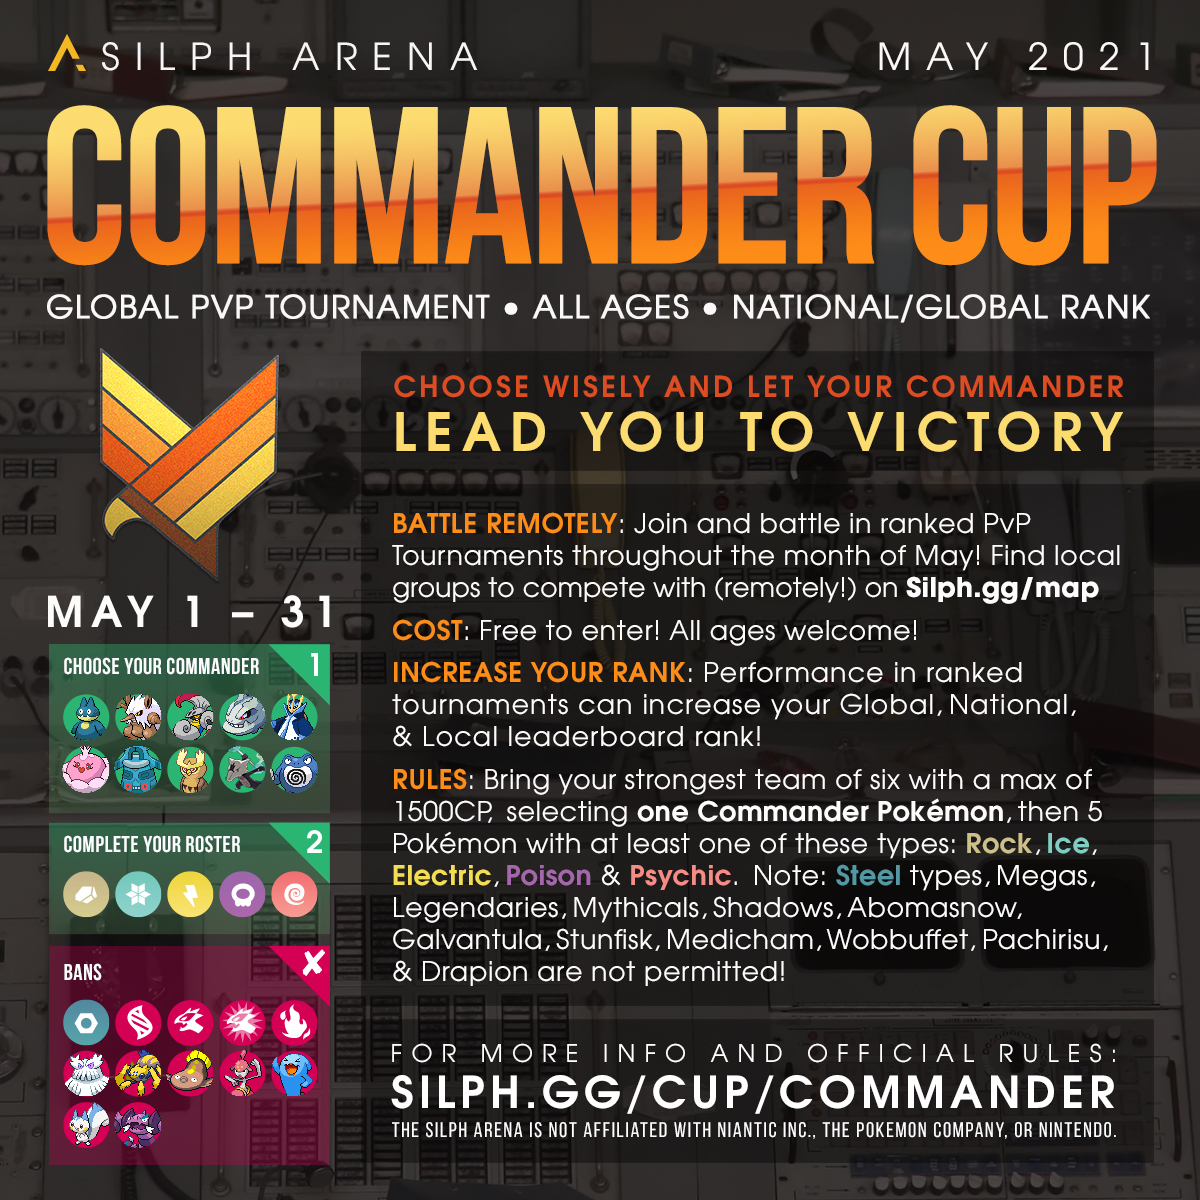 SILPH ARENA
MAY 2021
COMMANDER CUP
GLOBAL PVP TOURNAMENT • ALL AGES • NATIONAL/GLOBAL RANK
CHOOSE WISELY AND LET YOUR COMMANDER
LEAD YOU TO VICTORY
MAY 1 – 31
CHOOSE YOUR COMMANDER 1
COMPLETE YOUR ROSTER 2
BANS
BATTLE REMOTELY: Join and battle in ranked PvP
Tournaments throughout the month of May! Find local
groups to compete with (remotely!) on Silph.gg/map
COST: Free to enter! All ages welcome!
INCREASE YOUR RANK: Performance in ranked
tournaments can increase your Global, National,
& Local leaderboard rank!
RULES: Bring your strongest team of six with a max of
1500CP, selecting one Commander Pokémon, then 5
Pokémon with at least one of these types: Rock, Ice,
Electric, Poison & Psychic. Note: Steel types, Megas,
Legendaries, Mythicals, Shadows, Abomasnow,
Galvantula, Stunfisk, Medicham, Wobbuffet, Pachirisu,
& Drapion are not permitted!
FOR MORE INFO AND OFFICIAL RULES:
SILPH.GG/CUP/COMMANDER
THE SILPH ARENA IS NOT AFFILIATED WITH NIANTIC INC., THE POKEMON COMPANY, OR NINTENDO.